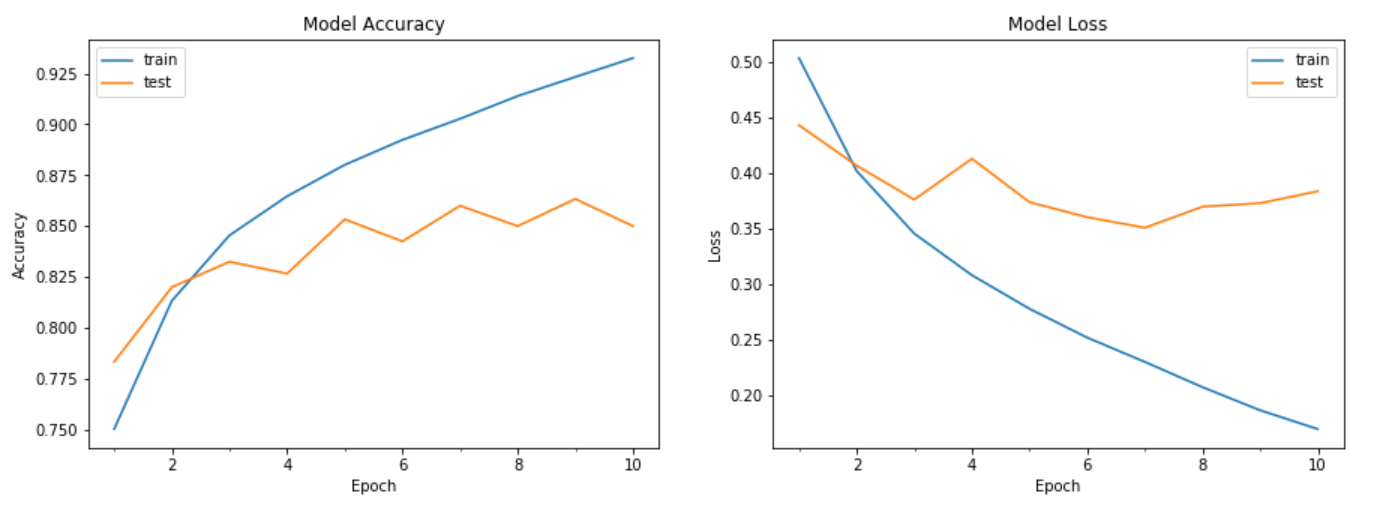 Model Accuracy
train
test
0.925
0.900
0.875
0.850
0.825
0.800
0.775
0.750
Accuracy
2 4 6 8 10
Epoch
Model Loss
train
test
0.50
0.45
0.40
0.35
0.30
0.25
0.20
Loss
2 4 6 8 10
Epoch